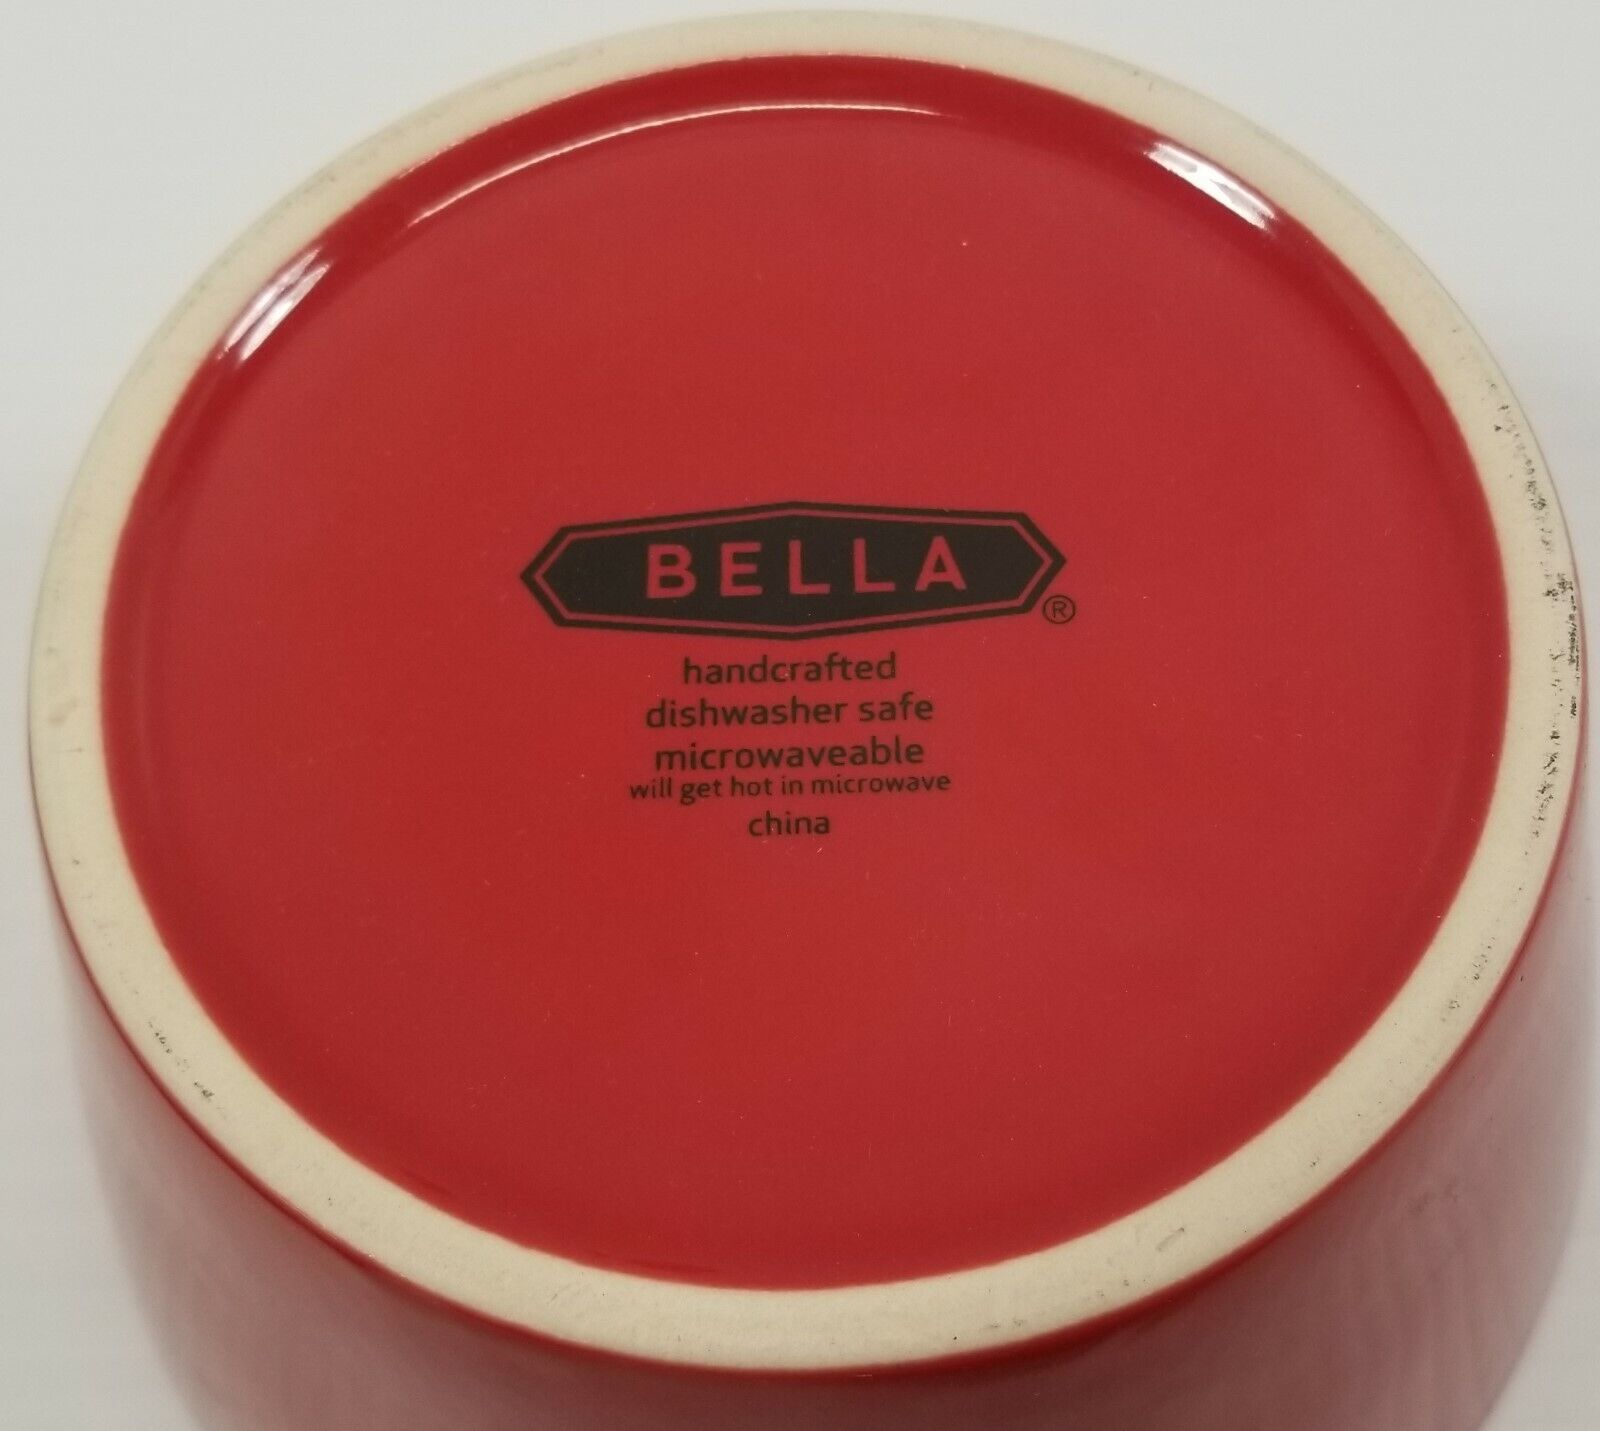 BELLA ®
handcrafted
dishwasher safe
microwaveable
will get hot in microwave
china